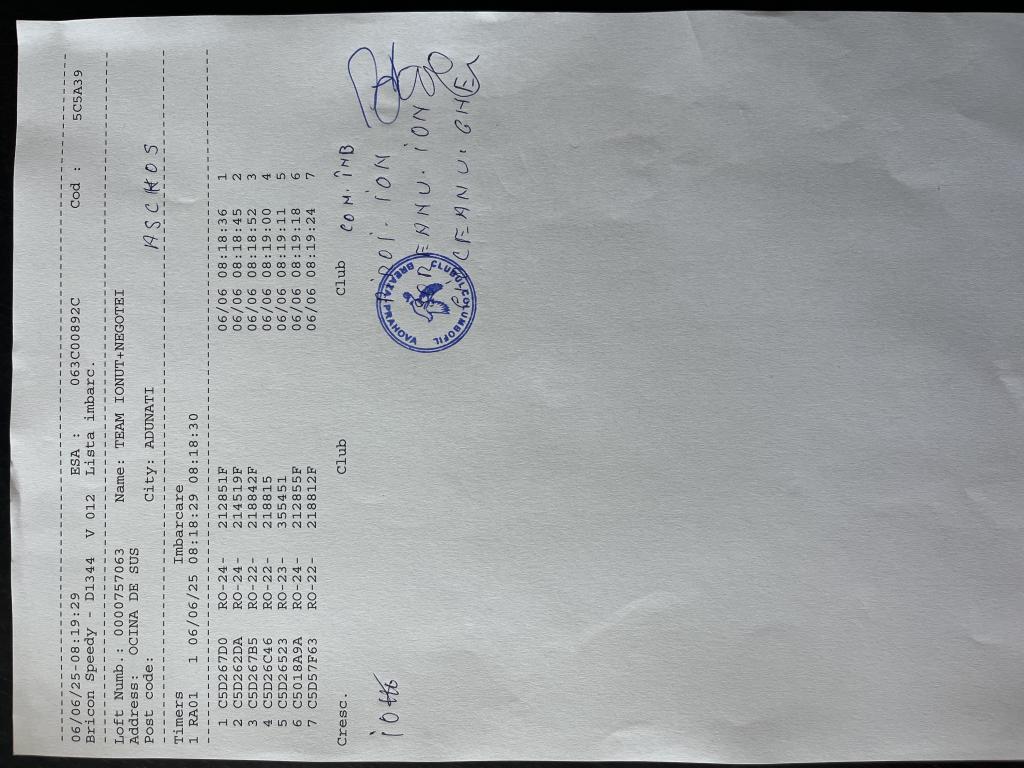 06/06/25-08:19:29 ESA : 063C00892C Cod : 5C5A39
Bricon Speedy - D1344 V 012 Lista imbarc.
Loft Numb.: 0000757063 Name: TEAM IONUT+NEGOTEI
Address: OCINA DE SUS
Post code: City: ADUNATI ASCHOS
Timers Imbarcare
1 RA01 1 06/06/25 08:18:29 08:18:30
1 C5D267D0 RO-24- 212851F 06/06 08:18:36 1
2 C5D262DA RO-24- 214519F 06/06 08:18:45 2
3 C5D267B5 RO-22- 218842F 06/06 08:18:52 3
4 C5D26C46 RO-22- 218815 06/06 08:19:00 4
5 C5D26523 RO-23- 355451 06/06 08:19:11 5
6 C5018A9A RO-24- 212855F 06/06 08:19:18 6
7 C5D57F63 RO-22- 218812F 06/06 08:19:24 7
Cresc. Club Club
COM. ÎNB
ION
ION
CLUBUL COLUMBOFIL
BREAZA PRAHOVA